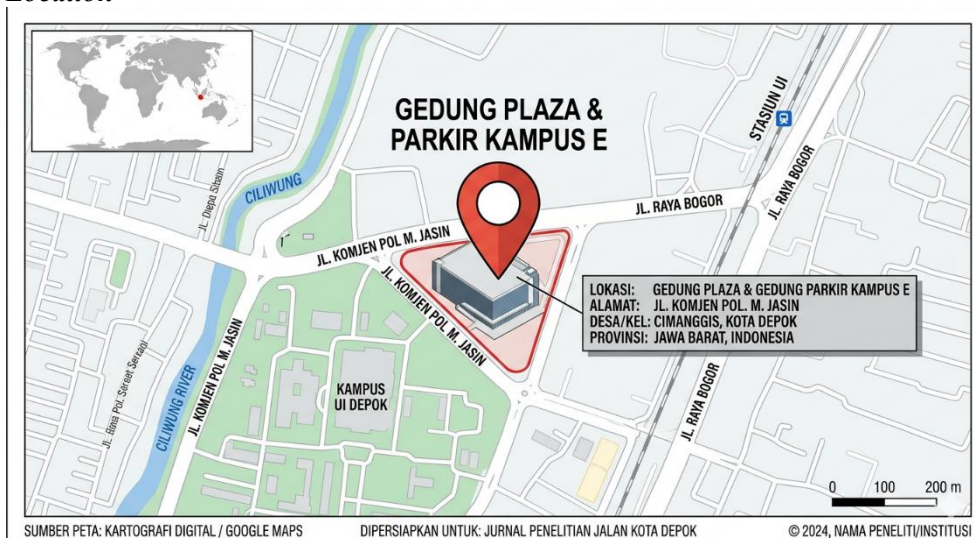 Location
GEDUNG PLAZA &
PARKIR KAMPUS E
STASIUN UI
CILIWUNG
JL. RAYA BOGOR
JL. RAYA BOGOR
JL. KOMJEN POL M. JASIN
JL. KOMJEN POL M. JASIN
LOKASI: GEDUNG PLAZA & GEDUNG PARKIR KAMPUS E
ALAMAT: JL. KOMJEN POL. M. JASIN
DESA/KEL: CIMANGGIS, KOTA DEPOK
PROVINSI: JAWA BARAT, INDONESIA
JL. KOMJEN POL M. JASIN
CILIWUNG RIVER
KAMPUS
UI DEPOK
JL. RAYA BOGOR
0 100 200 m
SUMBER PETA: KARTOGRAFI DIGITAL / GOOGLE MAPS
DIPERSIAPKAN UNTUK: JURNAL PENELITIAN JALAN KOTA DEPOK
© 2024, NAMA PENELITI/INSTITUSI